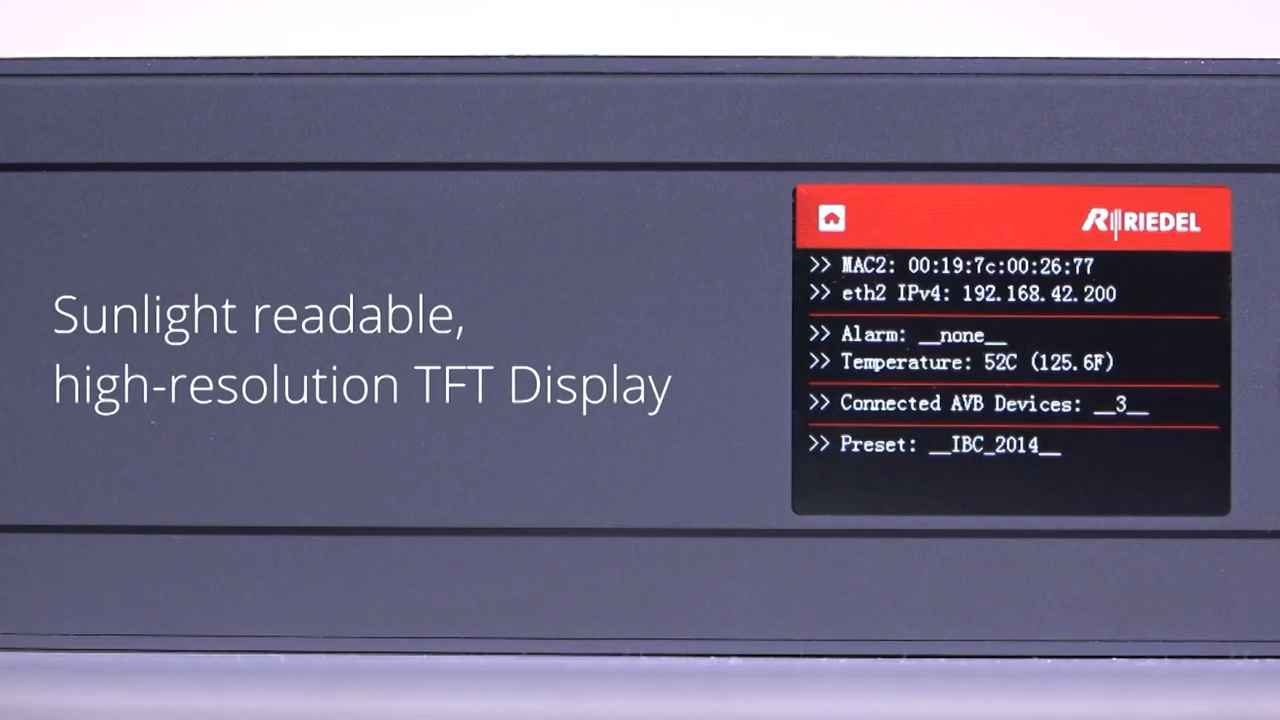 Sunlight readable,
high-resolution TFT Display
RIEDEL
>> MAC2: 00:19:7c:00:26:77
>> eth2 IPv4: 192.168.42.200
>> Alarm: __none__
>> Temperature: 52C (125.6F)
>> Connected AVB Devices: __3__
>> Preset: __IBC_2014__